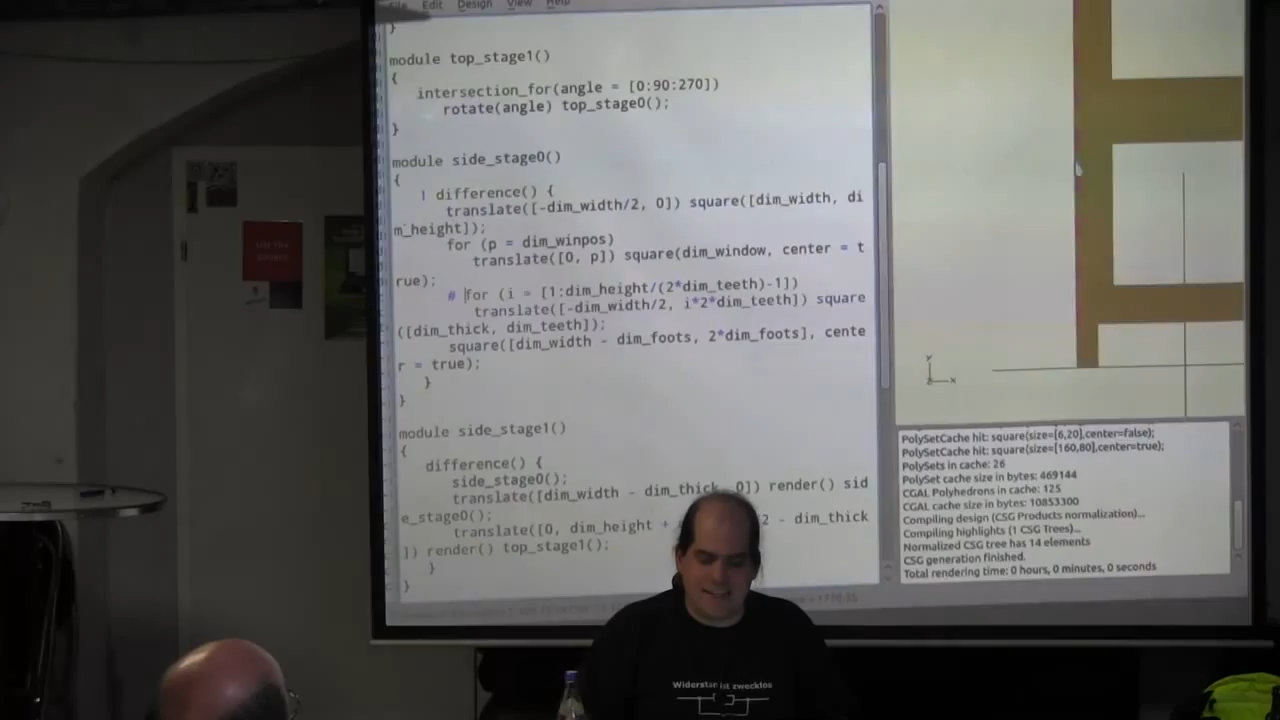 File Edit Design View Help
}
module top_stage1()
{
intersection_for(angle = [0:90:270])
rotate(angle) top_stage0();
}
module side_stage0()
{
! difference() {
translate([-dim_width/2, 0]) square([dim_width, di
m_height]);
for (p = dim_winpos)
translate([0, p]) square(dim_window, center = t
rue);
# for (i = [1:dim_height/(2*dim_teeth)-1])
translate([-dim_width/2, i*2*dim_teeth]) square
([dim_thick, dim_teeth]);
square([dim_width - dim_foots, 2*dim_foots], cente
r = true);
}
}
module side_stage1()
{
difference() {
side_stage0();
translate([dim_width - dim_thick, 0]) render() sid
e_stage0();
translate([0, dim_height + 2 - dim_thick
]) render() top_stage1();
}
}
Y
X
PolySetCache hit: square(size=[6,20],center=false);
PolySetCache hit: square(size=[160,80],center=true);
PolySets in cache: 26
PolySet cache size in bytes: 469144
CGAL Polyhedrons in cache: 125
CGAL cache size in bytes: 10853300
Compiling design (CSG Products normalization)...
Compiling highlights (1 CSG Trees)...
Normalized CSG tree has 14 elements
CSG generation finished.
Total rendering time: 0 hours, 0 minutes, 0 seconds
Widerstan ist zwecklos